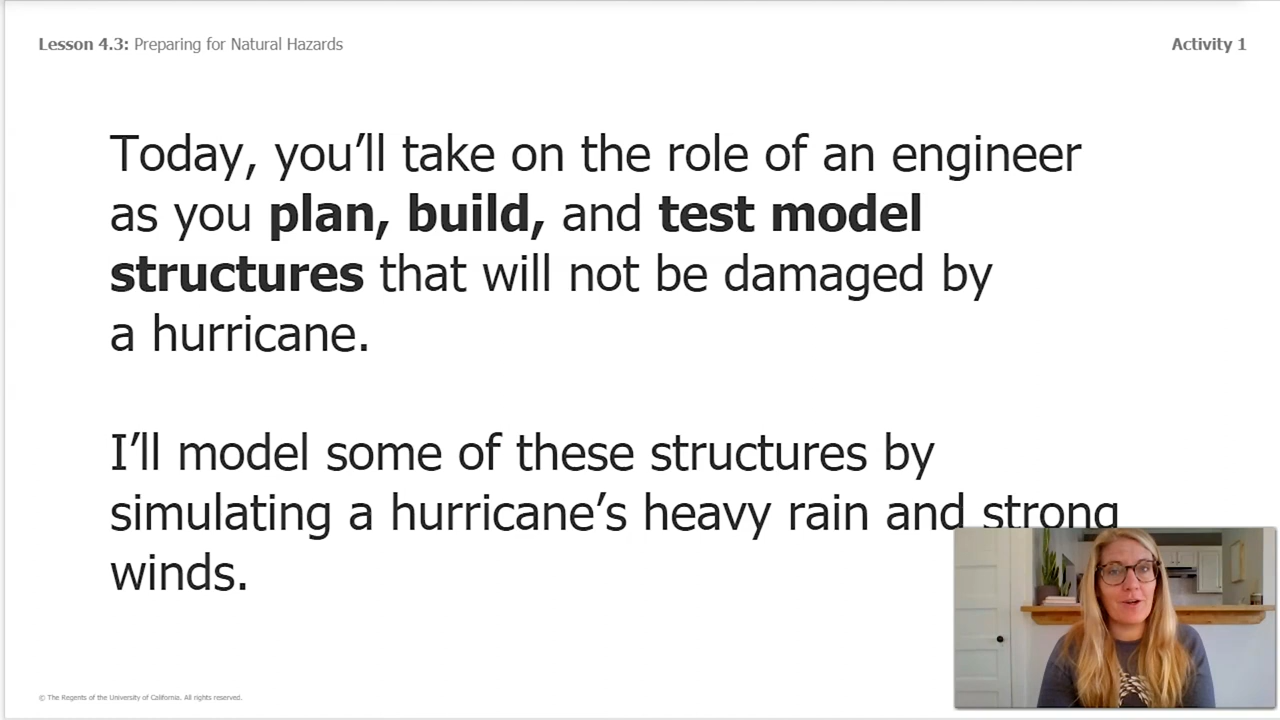 Lesson 4.3: Preparing for Natural Hazards
Activity 1
Today, you’ll take on the role of an engineer
as you plan, build, and test model
structures that will not be damaged by
a hurricane.
I’ll model some of these structures by
simulating a hurricane’s heavy rain and strong
winds.
© The Regents of the University of California. All rights reserved.